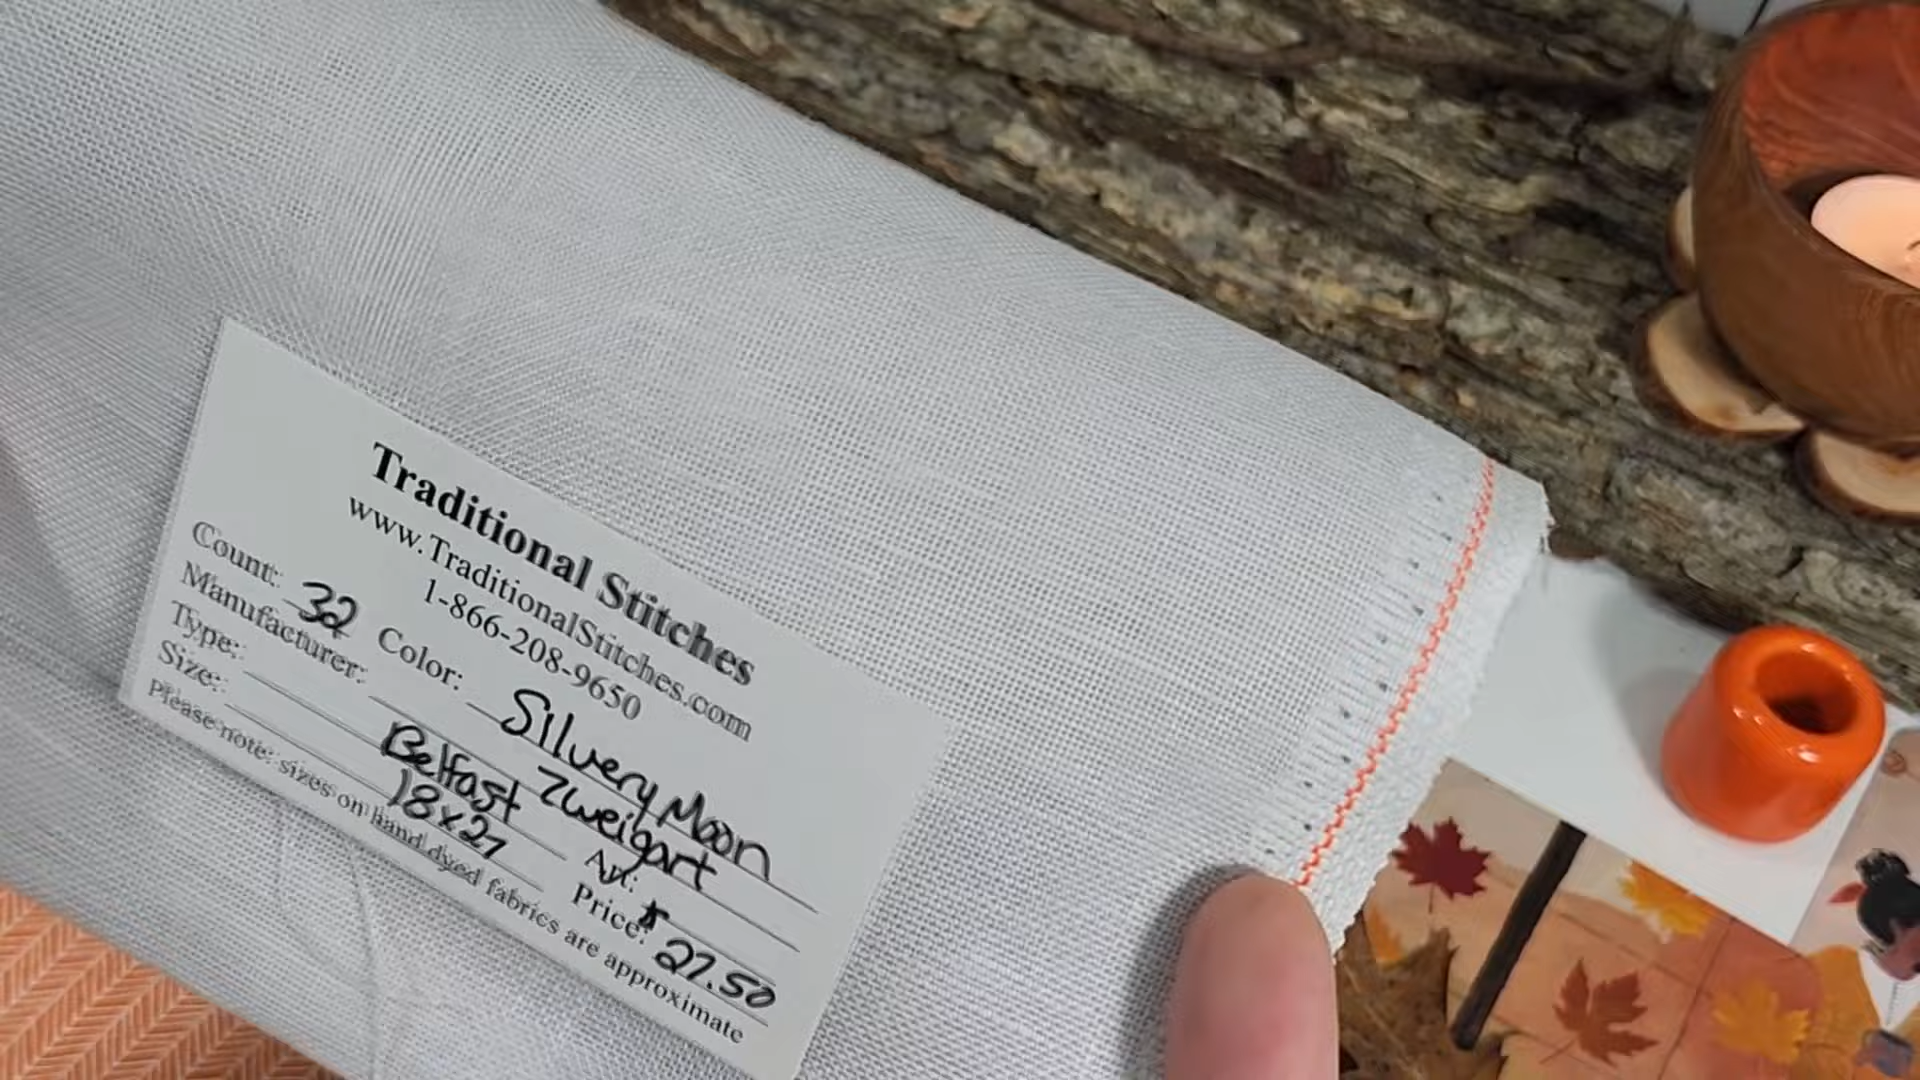 Traditional Stitches
www.TraditionalStitches.com
1-866-208-9650
Count: 32 Color: Silvery Moon
Manufacturer: Zweigart
Type: Belfast Art:
Size: 18x27 Price: $27.50
Please note: sizes on hand dyed fabrics are approximate